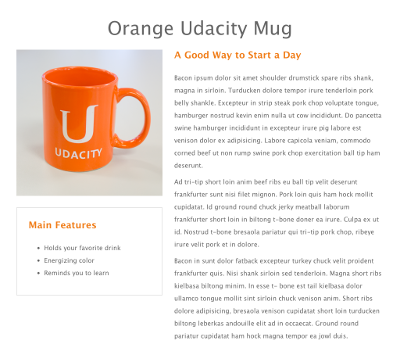 Orange Udacity Mug
U
UDACITY
Main Features
Holds your favorite drink
Energizing color
Reminds you to learn
A Good Way to Start a Day
Bacon ipsum dolor sit amet shoulder drumstick spare ribs shank,
magna in sirloin. Turducken dolore tempor irure tenderloin pork
belly shankle. Excepteur in strip steak pork chop voluptate tongue,
hamburger nostrud kevin enim nulla ut cow incididunt. Do pancetta
swine hamburger incididunt in excepteur irure pig labore est
venison dolor ex adipisicing. Labore capicola veniam, commodo
corned beef ut non rump swine pork chop exercitation ball tip ham
deserunt.
Ad tri-tip short loin anim beef ribs eu ball tip velit deserunt
frankfurter sunt nisi filet mignon. Pork loin quis ham hock mollit
cupidatat. Id ground round chuck jerky meatball laborum
frankfurter short loin in biltong t-bone doner ea irure. Culpa ex ut
id. Nostrud t-bone bresaola pariatur qui tri-tip pork chop, ribeye
irure velit pork et in dolore.
Bacon in sunt dolor fatback excepteur turkey chuck velit proident
frankfurter quis. Nisi shank sirloin sed tenderloin. Magna short ribs
kielbasa biltong minim. In esse t- bone est tail kielbasa dolor
ullamco tongue mollit sint sirloin chuck venison anim. Short ribs
dolore adipisicing, bresaola venison cupidatat short loin turducken
biltong leberkas andouille elit ad in occaecat. Ground round
pariatur cupidatat ham hock magna tempor ea jowl duis.